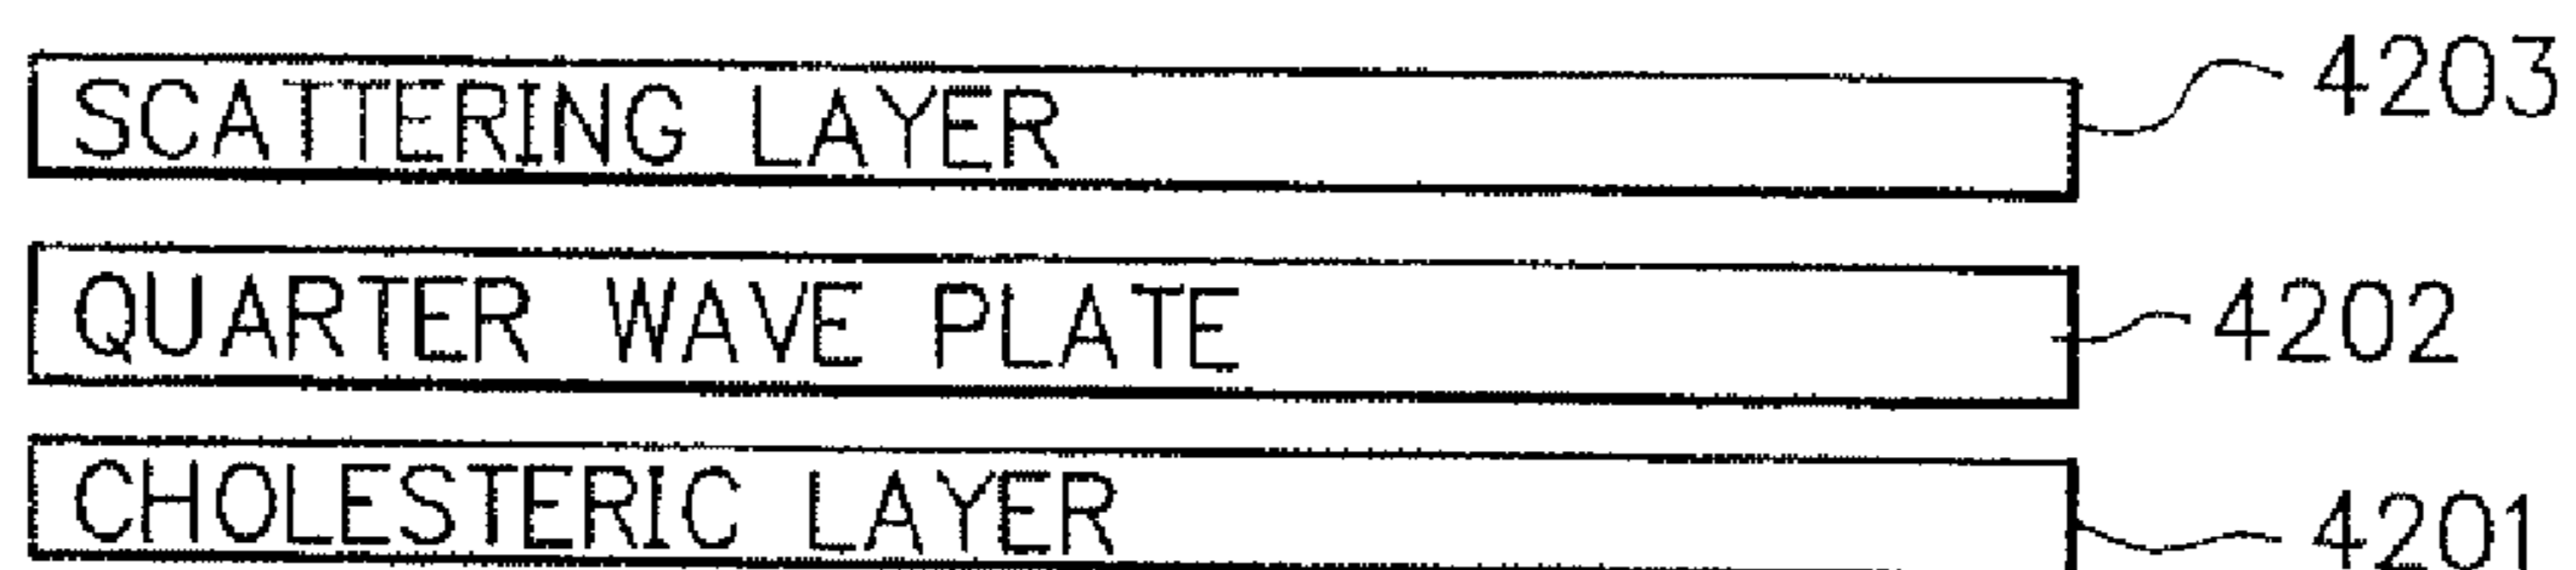 SCATTERING LAYER 4203
QUARTER WAVE PLATE 4202
CHOLESTERIC LAYER 4201